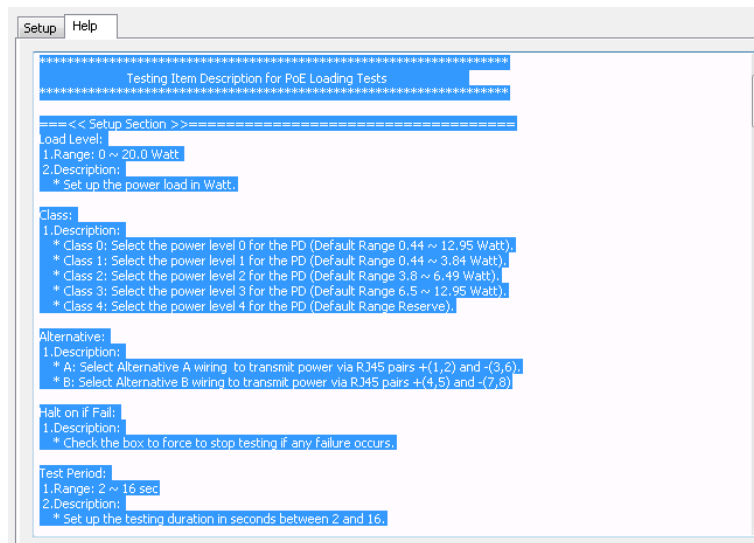 Setup Help
*******************************************************************
Testing Item Description for PoE Loading Tests
*******************************************************************
===<< Setup Section >>===================================
Load Level:
1.Range: 0 ~ 20.0 Watt
2.Description:
* Set up the power load in Watt.
Class:
1.Description:
* Class 0: Select the power level 0 for the PD (Default Range 0.44 ~ 12.95 Watt).
* Class 1: Select the power level 1 for the PD (Default Range 0.44 ~ 3.84 Watt).
* Class 2: Select the power level 2 for the PD (Default Range 3.8 ~ 6.49 Watt).
* Class 3: Select the power level 3 for the PD (Default Range 6.5 ~ 12.95 Watt).
* Class 4: Select the power level 4 for the PD (Default Range Reserve).
Alternative:
1.Description:
* A: Select Alternative A wiring  to transmit power via RJ45 pairs +(1,2) and -(3,6).
* B: Select Alternative B wiring to transmit power via RJ45 pairs +(4,5) and -(7,8)
Halt on if Fail:
1.Description:
* Check the box to force to stop testing if any failure occurs.
Test Period:
1.Range: 2 ~ 16 sec
2.Description:
* Set up the testing duration in seconds between 2 and 16.